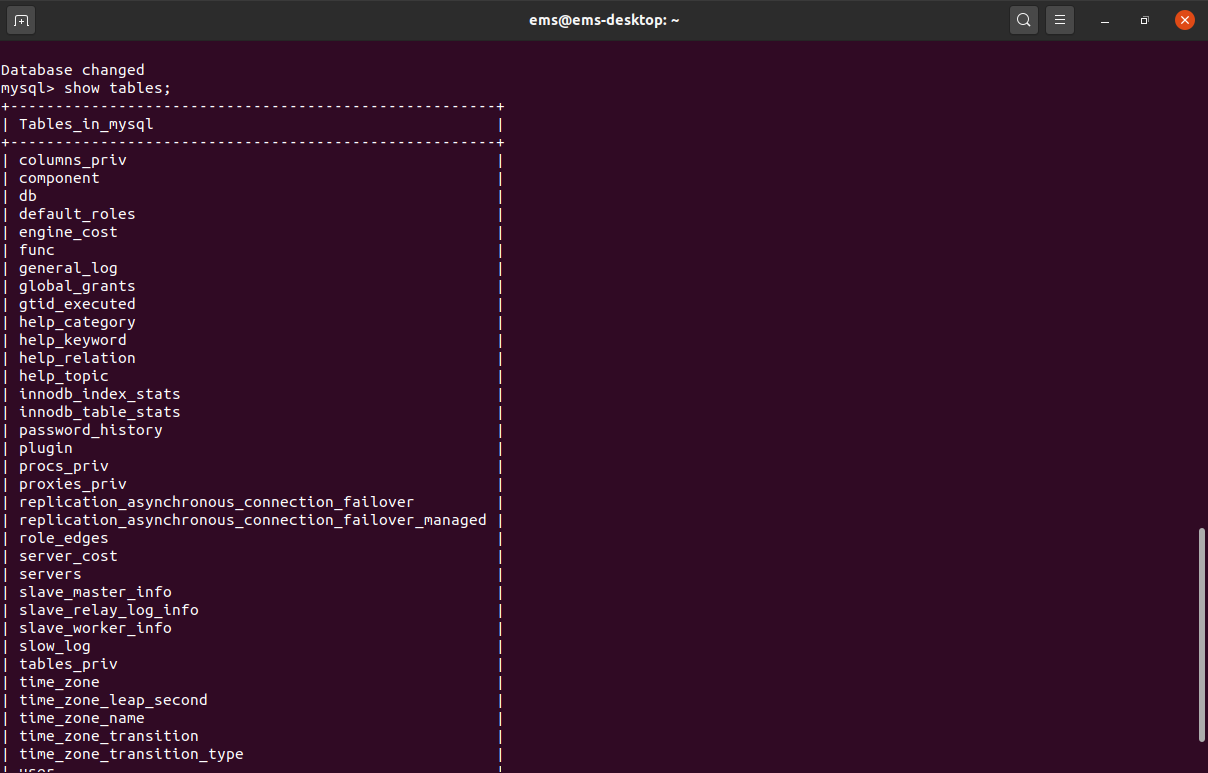 ems@ems-desktop: ~
Database changed
mysql> show tables;
+------------------------------------------------------+
| Tables_in_mysql                                      |
+------------------------------------------------------+
| columns_priv                                         |
| component                                            |
| db                                                   |
| default_roles                                        |
| engine_cost                                          |
| func                                                 |
| general_log                                          |
| global_grants                                        |
| gtid_executed                                        |
| help_category                                        |
| help_keyword                                         |
| help_relation                                        |
| help_topic                                           |
| innodb_index_stats                                   |
| innodb_table_stats                                   |
| password_history                                     |
| plugin                                               |
| procs_priv                                           |
| proxies_priv                                         |
| replication_asynchronous_connection_failover         |
| replication_asynchronous_connection_failover_managed |
| role_edges                                           |
| server_cost                                          |
| servers                                              |
| slave_master_info                                    |
| slave_relay_log_info                                 |
| slave_worker_info                                    |
| slow_log                                             |
| tables_priv                                          |
| time_zone                                            |
| time_zone_leap_second                                |
| time_zone_name                                       |
| time_zone_transition                                 |
| time_zone_transition_type                            |
| user                                                 |